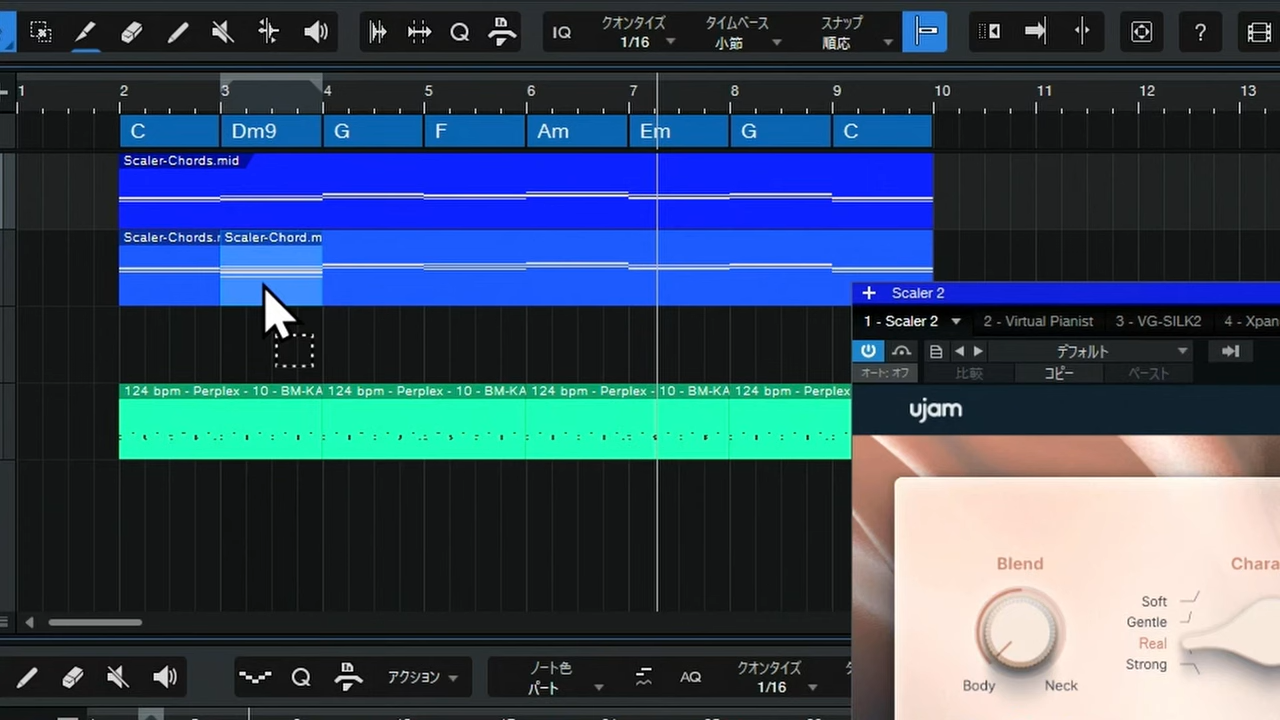 IQ クオンタイズ 1/16 タイムベース 小節 スナップ 順応 ?
1 2 3 4 5 6 7 8 9 10 11 12 13
C Dm9 G F Am Em G C
Scaler-Chords.mid
Scaler-Chords.r Scaler-Chord.m
124 bpm - Perplex - 10 - BM-KA 124 bpm - Perplex - 10 - BM-KA 124 bpm - Perplex - 10 - BM-KA 124 bpm - Perplex
+ Scaler 2
1 - Scaler 2 2 - Virtual Pianist 3 - VG-SILK2 4 - Xpan
デフォルト
オート: オフ 比較 コピー ペースト
ujam
Blend
Chara
Soft
Gentle
Real
Strong
Body Neck
アクション ノート色 パート AQ クオンタイズ 1/16